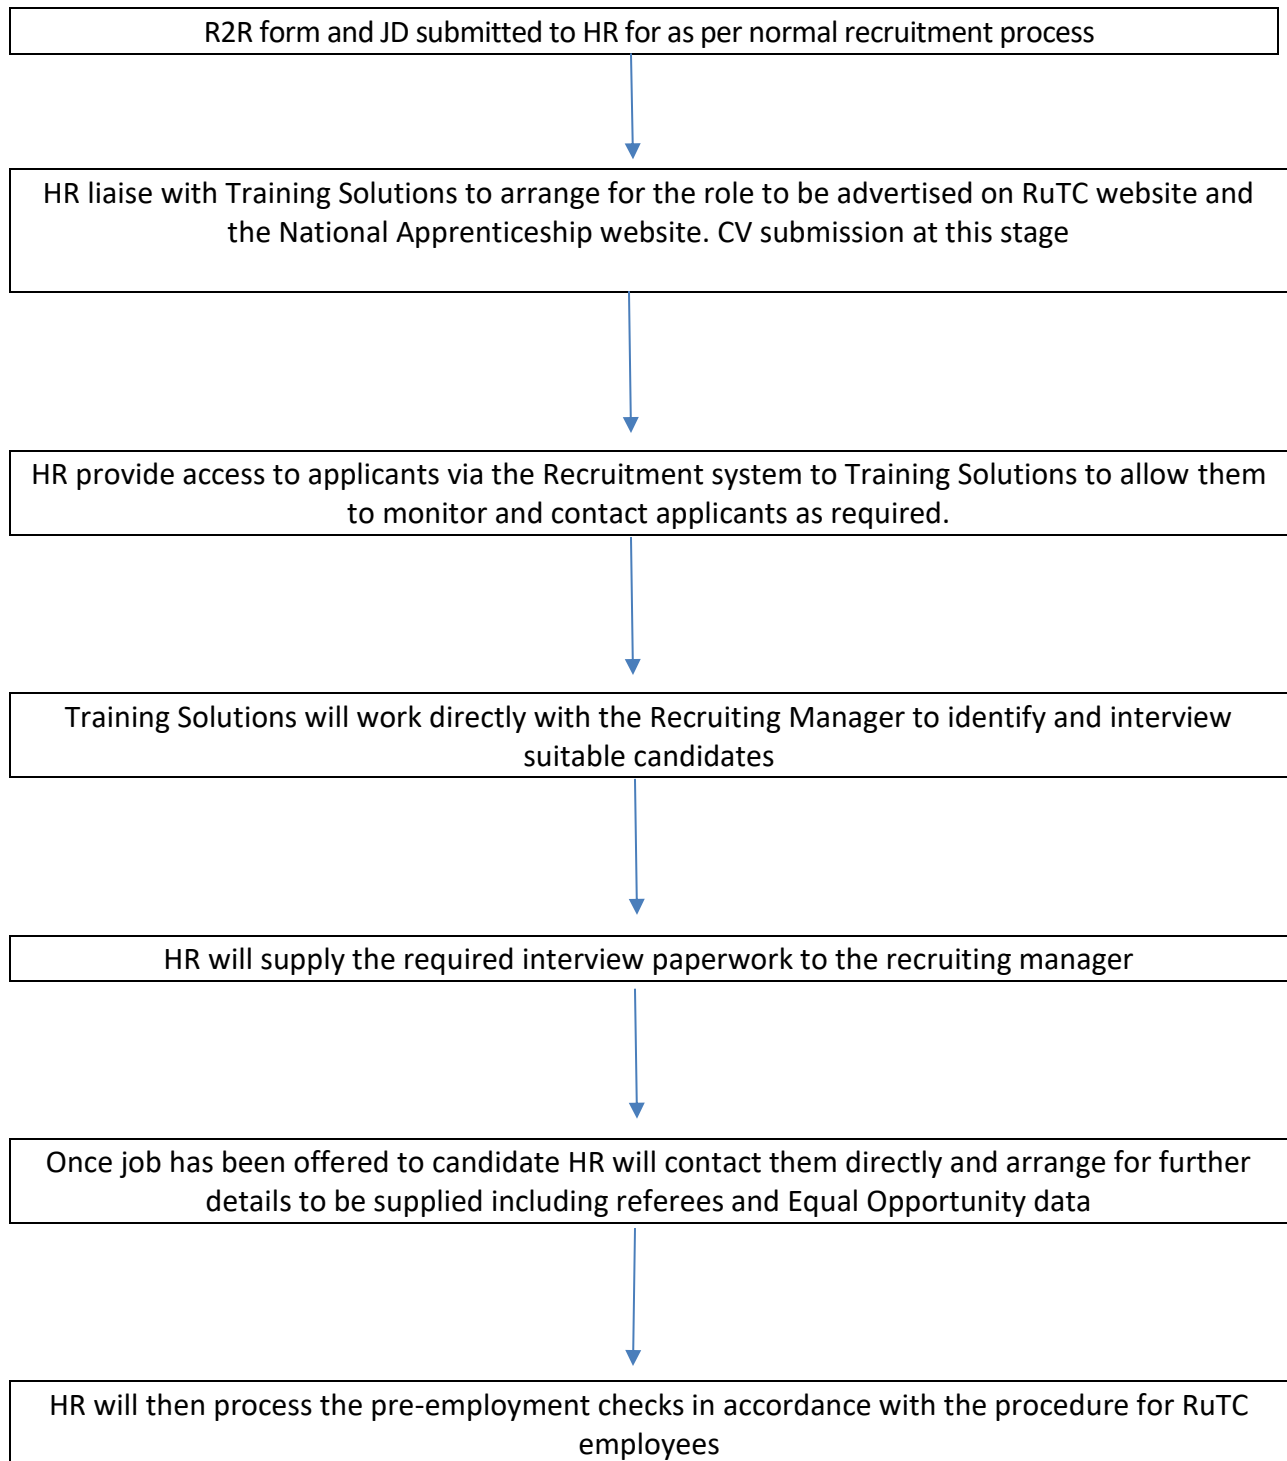 R2R form and JD submitted to HR for as per normal recruitment process
HR liaise with Training Solutions to arrange for the role to be advertised on RuTC website and
the National Apprenticeship website. CV submission at this stage
HR provide access to applicants via the Recruitment system to Training Solutions to allow them
to monitor and contact applicants as required.
Training Solutions will work directly with the Recruiting Manager to identify and interview
suitable candidates
HR will supply the required interview paperwork to the recruiting manager
Once job has been offered to candidate HR will contact them directly and arrange for further
details to be supplied including referees and Equal Opportunity data
HR will then process the pre-employment checks in accordance with the procedure for RuTC
employees